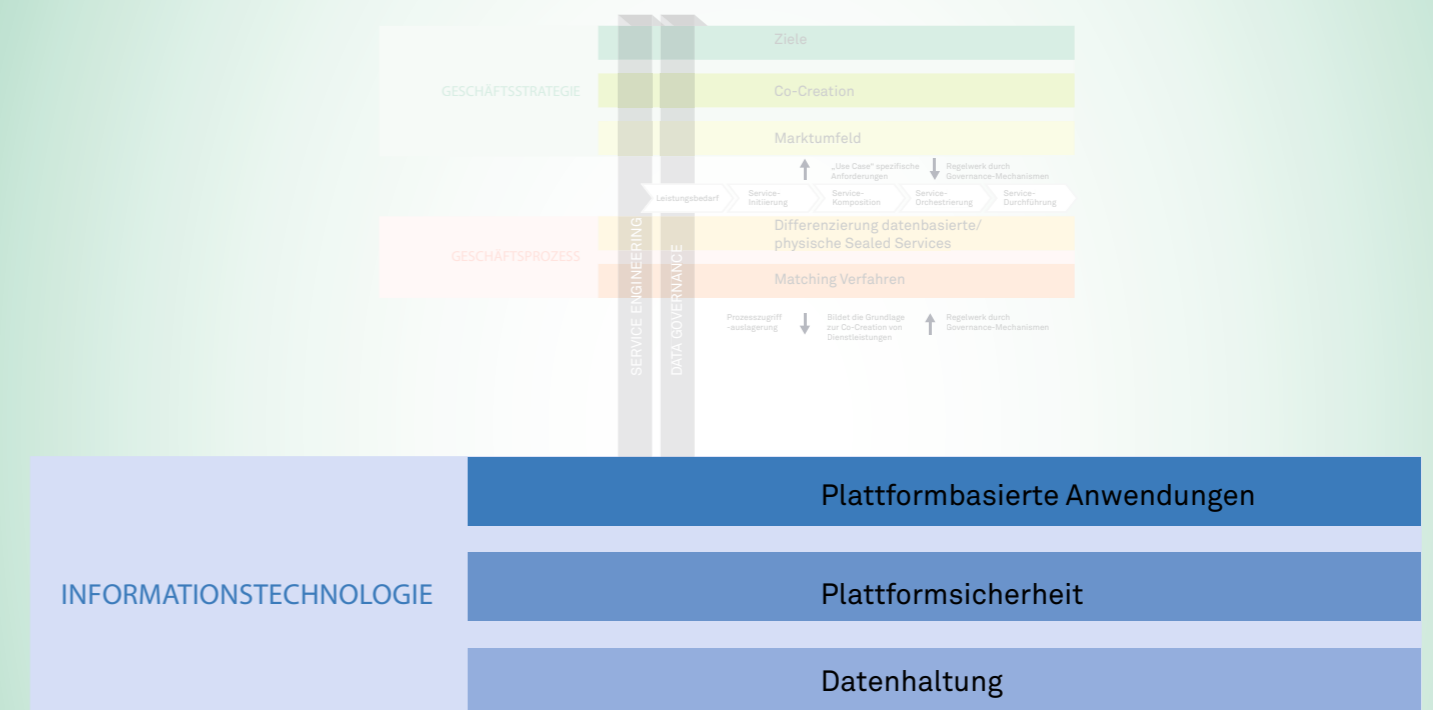 Ziele
GESCHÄFTSSTRATEGIE
Co-Creation
Marktumfeld
„Use Case“ spezifische
Anforderungen
Regelwerk durch
Governance-Mechanismen
Leistungsbedarf
Service-
Initiierung
Service-
Komposition
Service-
Orchestrierung
Service-
Durchführung
Differenzierung datenbasierte/
physische Sealed Services
GESCHÄFTSPROZESS
Matching Verfahren
SERVICE ENGINEERING
DATA GOVERNANCE
Prozesszugriff
-auslagerung
Bildet die Grundlage
zur Co-Creation von
Dienstleistungen
Regelwerk durch
Governance-Mechanismen
Plattformbasierte Anwendungen
INFORMATIONSTECHNOLOGIE
Plattformsicherheit
Datenhaltung